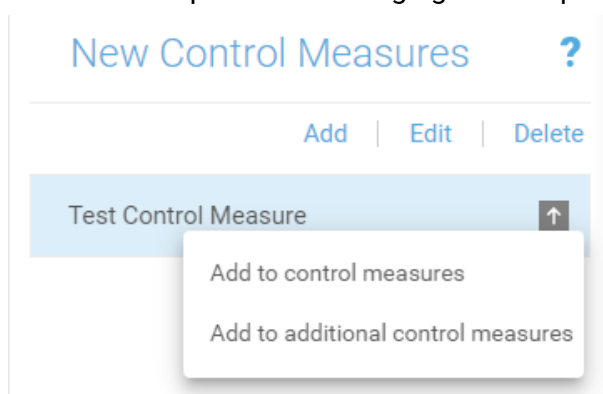 New Control Measures ?
Add | Edit | Delete
Test Control Measure
Add to control measures
Add to additional control measures